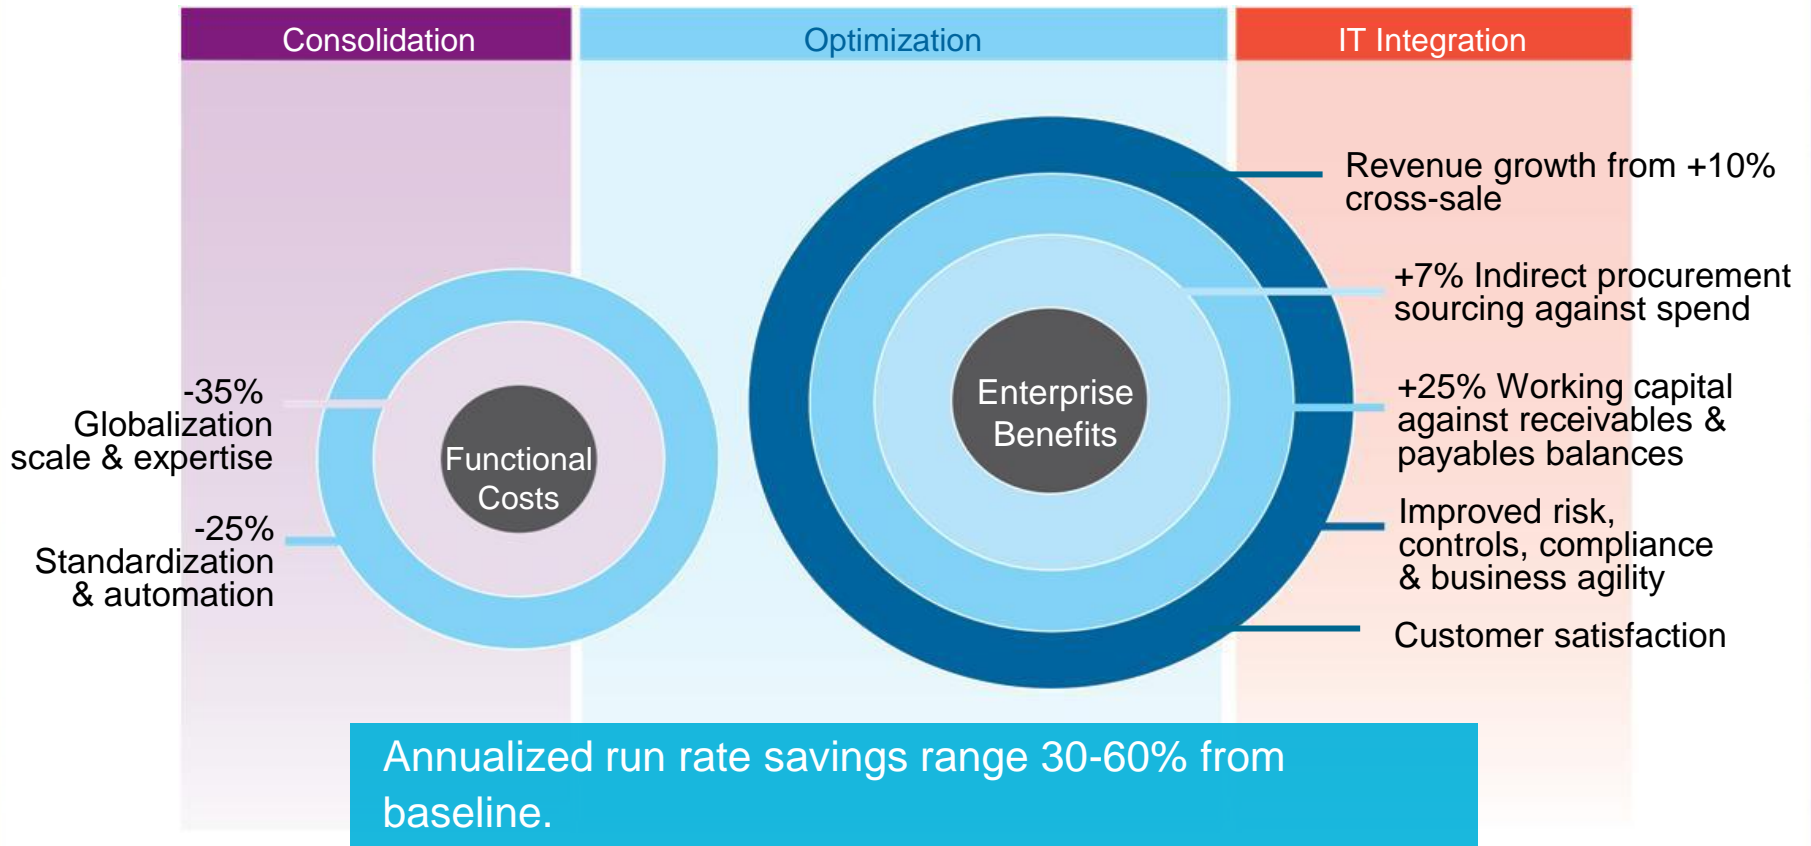 Consolidation
Optimization
IT Integration
-35%
Globalization
scale & expertise
-25%
Standardization
& automation
Functional
Costs
Enterprise
Benefits
Revenue growth from +10%
cross-sale
+7% Indirect procurement
sourcing against spend
+25% Working capital
against receivables &
payables balances
Improved risk,
controls, compliance
& business agility
Customer satisfaction
Annualized run rate savings range 30-60% from
baseline.